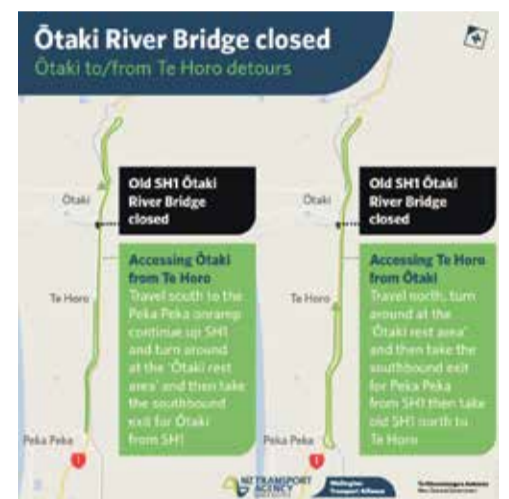 Ōtaki River Bridge closed
Ōtaki to/from Te Horo detours
Ōtaki
Te Horo
Peka Peka
1
Old SH1 Ōtaki
River Bridge
closed
Accessing Ōtaki
from Te Horo
Travel south to the
Peka Peka onramp
continue up SH1
and turn around
at the 'Ōtaki rest
area' and then take
the southbound
exit for Ōtaki
from SH1
Ōtaki
Te Horo
Peka Peka
1
Old SH1 Ōtaki
River Bridge
closed
Accessing Te Horo
from Ōtaki
Travel north, turn
around at the
'Ōtaki rest area'
and then take the
southbound exit
for Peka Peka
from SH1 then take
old SH1 north to
Te Horo
NZ TRANSPORT
AGENCY
Wellington
Transport Alliance